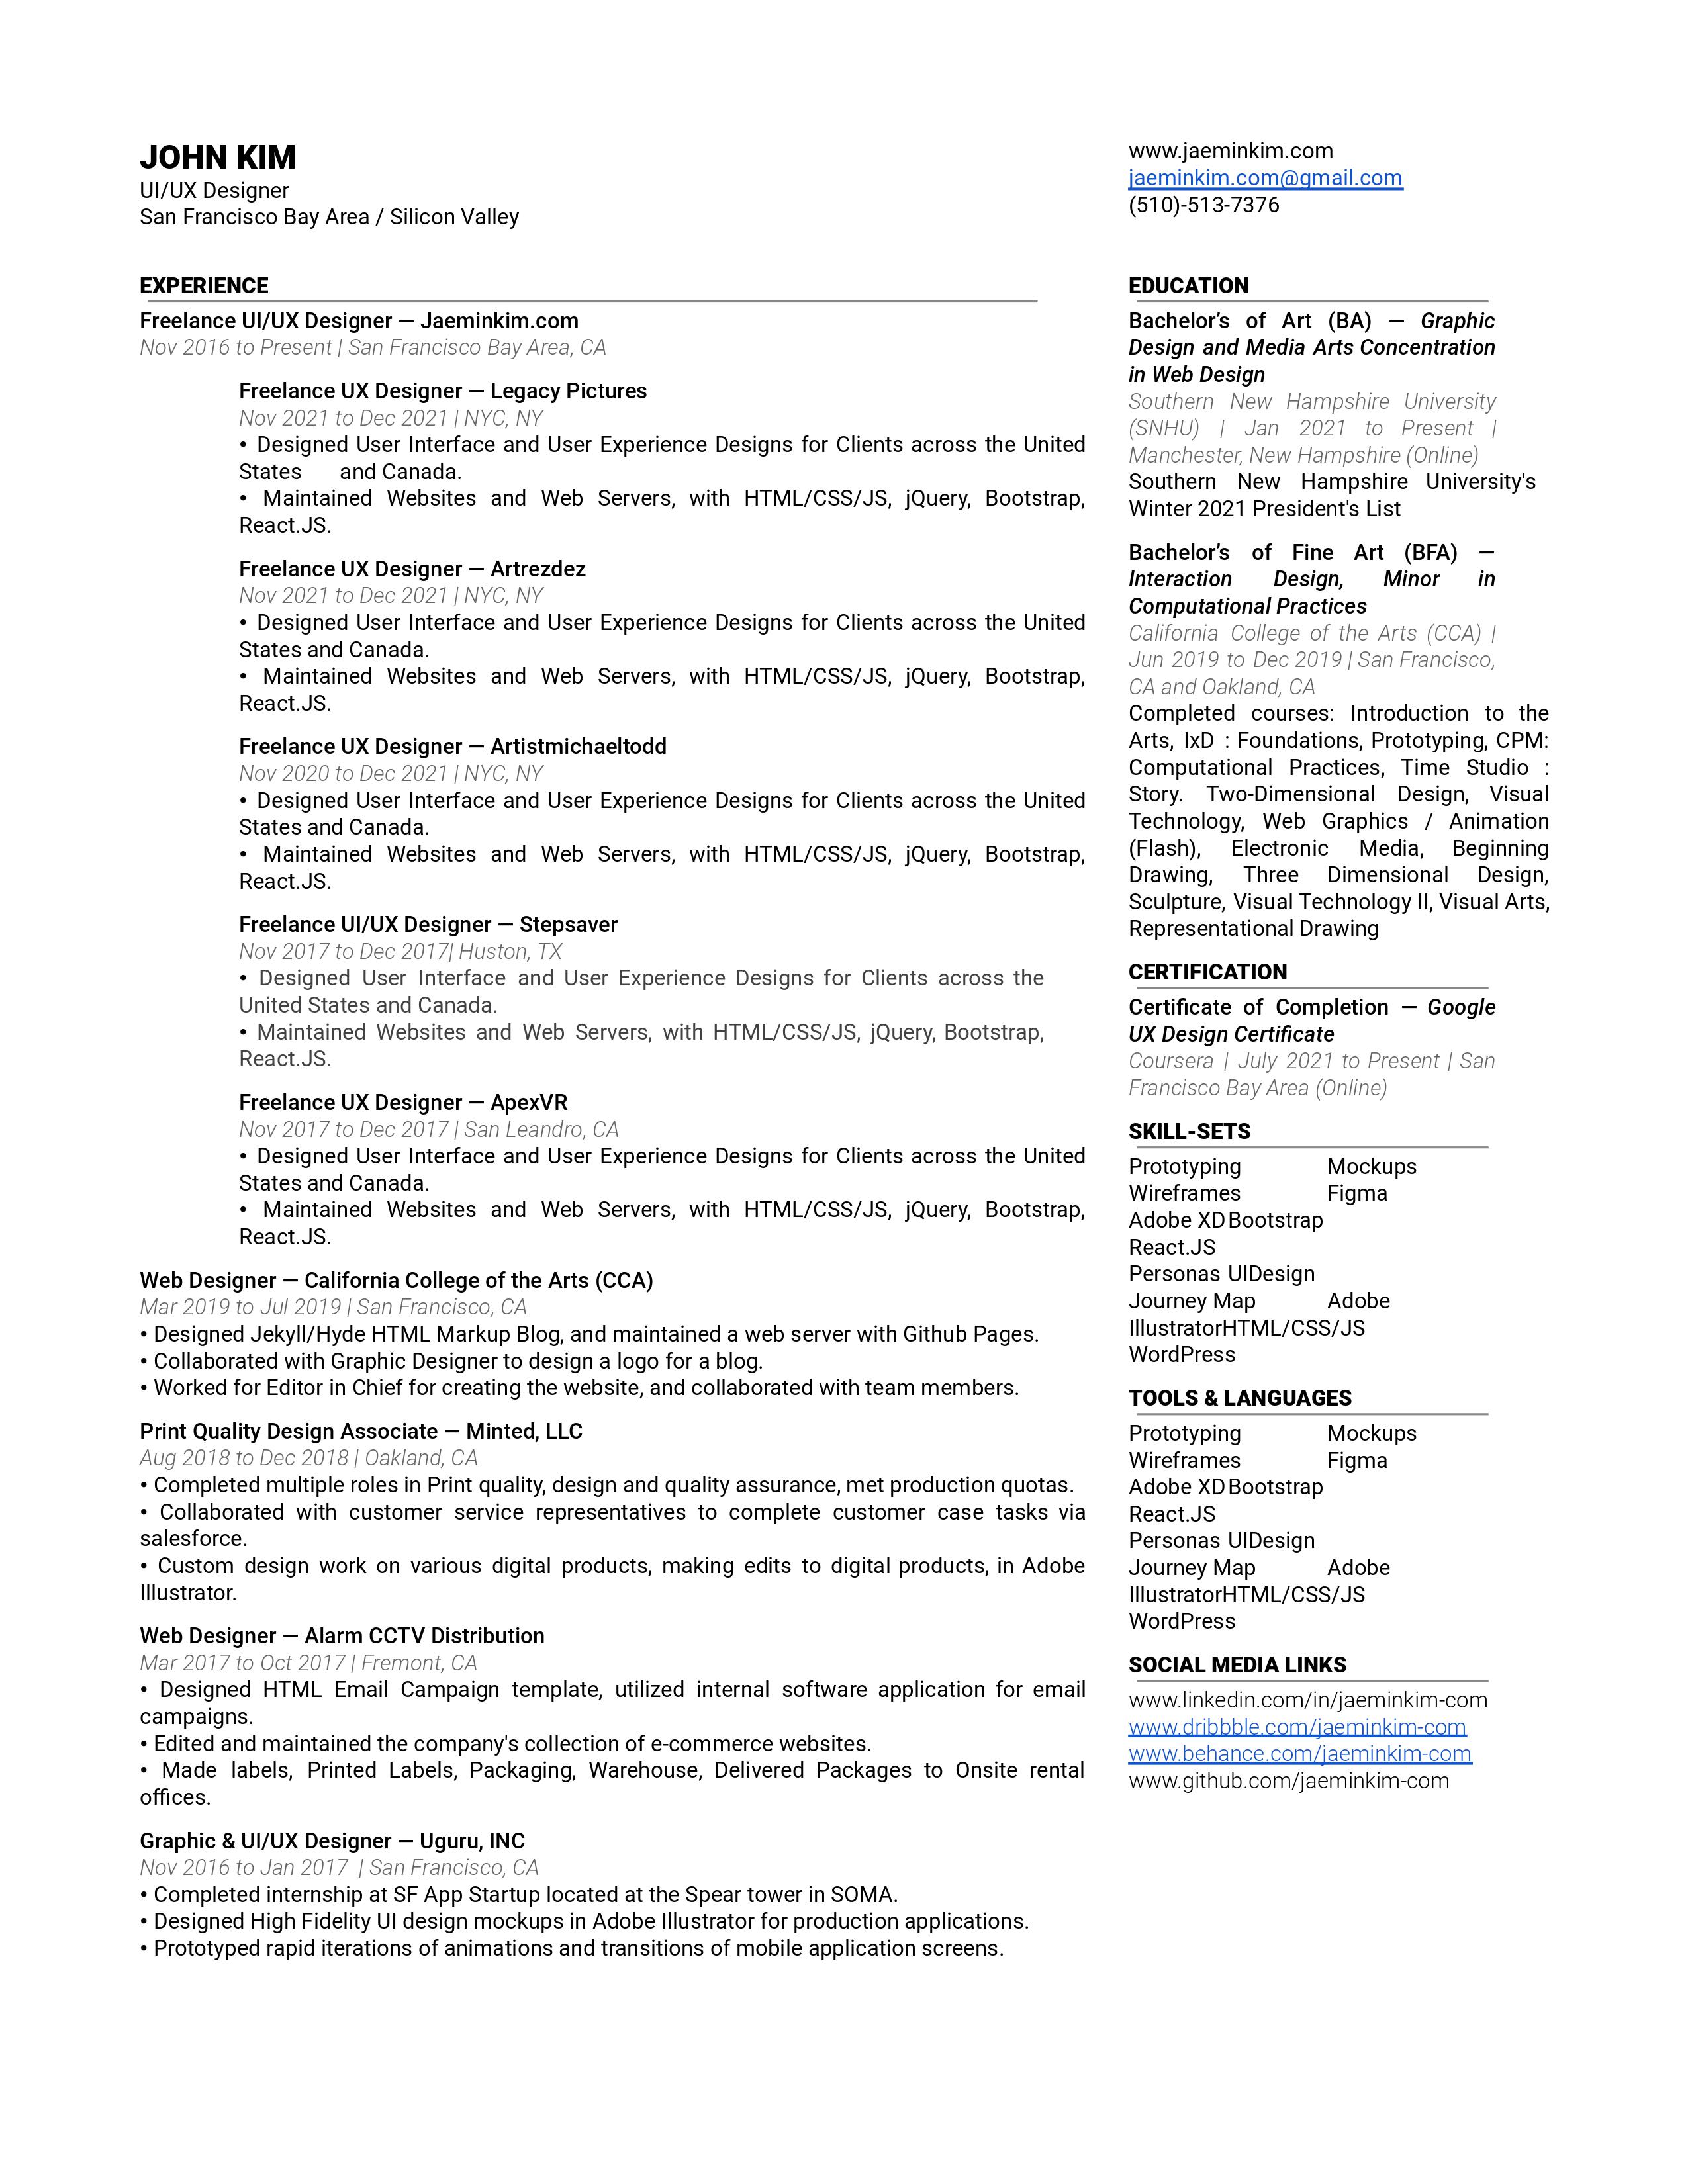 JOHN KIM
UI/UX Designer
San Francisco Bay Area / Silicon Valley
www.jaeminkim.com
jaeminkim.com@gmail.com
(510)-513-7376
EXPERIENCE
Freelance UI/UX Designer — Jaeminkim.com
Nov 2016 to Present | San Francisco Bay Area, CA
Freelance UX Designer — Legacy Pictures
Nov 2021 to Dec 2021 | NYC, NY
• Designed User Interface and User Experience Designs for Clients across the United
States and Canada.
• Maintained Websites and Web Servers, with HTML/CSS/JS, jQuery, Bootstrap,
React.JS.
Freelance UX Designer — Artrezdez
Nov 2021 to Dec 2021 | NYC, NY
• Designed User Interface and User Experience Designs for Clients across the United
States and Canada.
• Maintained Websites and Web Servers, with HTML/CSS/JS, jQuery, Bootstrap,
React.JS.
Freelance UX Designer — Artistmichaeltodd
Nov 2020 to Dec 2021 | NYC, NY
• Designed User Interface and User Experience Designs for Clients across the United
States and Canada.
• Maintained Websites and Web Servers, with HTML/CSS/JS, jQuery, Bootstrap,
React.JS.
Freelance UI/UX Designer — Stepsaver
Nov 2017 to Dec 2017| Huston, TX
• Designed User Interface and User Experience Designs for Clients across the
United States and Canada.
• Maintained Websites and Web Servers, with HTML/CSS/JS, jQuery, Bootstrap,
React.JS.
Freelance UX Designer — ApexVR
Nov 2017 to Dec 2017 | San Leandro, CA
• Designed User Interface and User Experience Designs for Clients across the United
States and Canada.
• Maintained Websites and Web Servers, with HTML/CSS/JS, jQuery, Bootstrap,
React.JS.
Web Designer — California College of the Arts (CCA)
Mar 2019 to Jul 2019 | San Francisco, CA
• Designed Jekyll/Hyde HTML Markup Blog, and maintained a web server with Github Pages.
• Collaborated with Graphic Designer to design a logo for a blog.
• Worked for Editor in Chief for creating the website, and collaborated with team members.
Print Quality Design Associate — Minted, LLC
Aug 2018 to Dec 2018 | Oakland, CA
• Completed multiple roles in Print quality, design and quality assurance, met production quotas.
• Collaborated with customer service representatives to complete customer case tasks via
salesforce.
• Custom design work on various digital products, making edits to digital products, in Adobe
Illustrator.
Web Designer — Alarm CCTV Distribution
Mar 2017 to Oct 2017 | Fremont, CA
• Designed HTML Email Campaign template, utilized internal software application for email
campaigns.
• Edited and maintained the company's collection of e-commerce websites.
• Made labels, Printed Labels, Packaging, Warehouse, Delivered Packages to Onsite rental
offices.
Graphic & UI/UX Designer — Uguru, INC
Nov 2016 to Jan 2017 | San Francisco, CA
• Completed internship at SF App Startup located at the Spear tower in SOMA.
• Designed High Fidelity UI design mockups in Adobe Illustrator for production applications.
• Prototyped rapid iterations of animations and transitions of mobile application screens.
EDUCATION
Bachelor’s of Art (BA) — Graphic
Design and Media Arts Concentration
in Web Design
Southern New Hampshire University
(SNHU) | Jan 2021 to Present |
Manchester, New Hampshire (Online)
Southern New Hampshire University's
Winter 2021 President's List
Bachelor’s of Fine Art (BFA) —
Interaction Design, Minor in
Computational Practices
California College of the Arts (CCA) |
Jun 2019 to Dec 2019 | San Francisco,
CA and Oakland, CA
Completed courses: Introduction to the
Arts, IxD : Foundations, Prototyping, CPM:
Computational Practices, Time Studio :
Story. Two-Dimensional Design, Visual
Technology, Web Graphics / Animation
(Flash), Electronic Media, Beginning
Drawing, Three Dimensional Design,
Sculpture, Visual Technology II, Visual Arts,
Representational Drawing
CERTIFICATION
Certificate of Completion — Google
UX Design Certificate
Coursera | July 2021 to Present | San
Francisco Bay Area (Online)
SKILL-SETS
Prototyping Mockups
Wireframes Figma
Adobe XD Bootstrap
React.JS
Personas UIDesign
Journey Map Adobe
IllustratorHTML/CSS/JS
WordPress
TOOLS & LANGUAGES
Prototyping Mockups
Wireframes Figma
Adobe XD Bootstrap
React.JS
Personas UIDesign
Journey Map Adobe
IllustratorHTML/CSS/JS
WordPress
SOCIAL MEDIA LINKS
www.linkedin.com/in/jaeminkim-com
www.dribbble.com/jaeminkim-com
www.behance.com/jaeminkim-com
www.github.com/jaeminkim-com